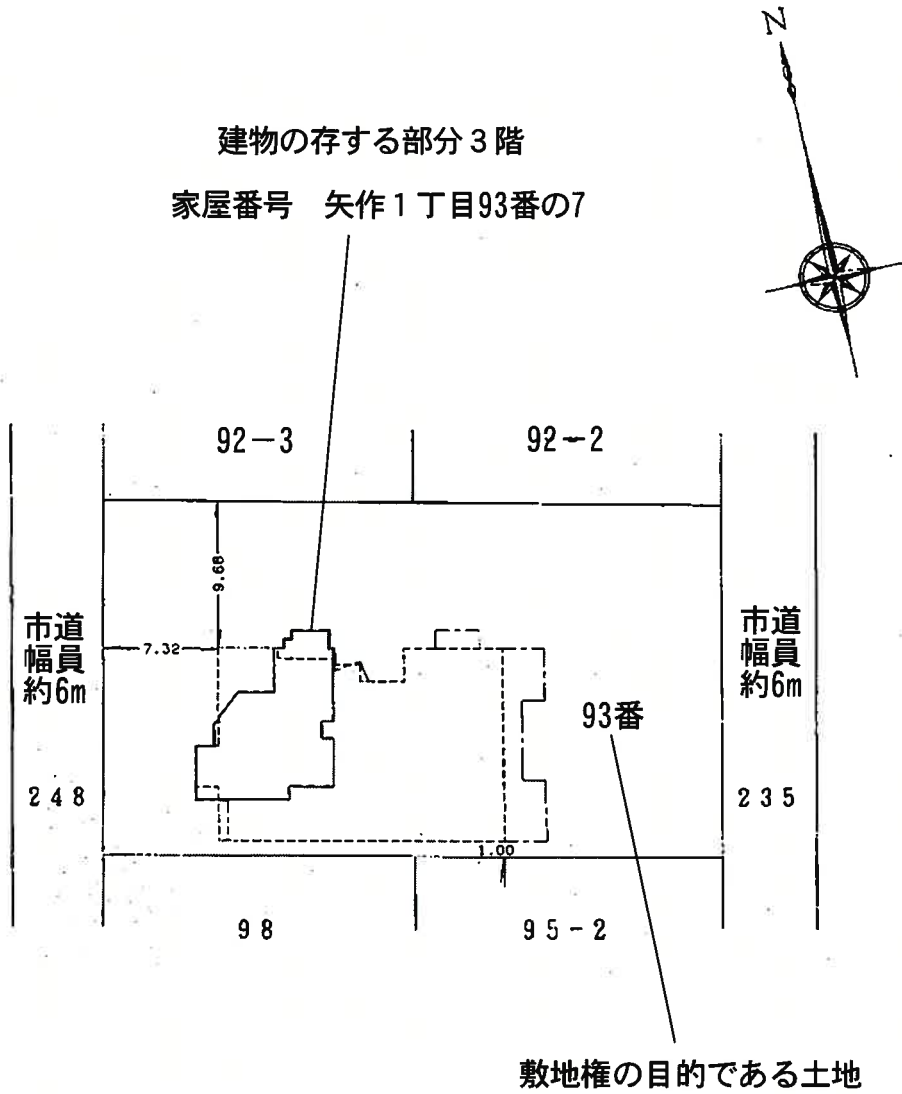 N
建物の存する部分３階
家屋番号　矢作１丁目93番の7
92-3
92-2
9.68
7.32
市道
幅員
約6m
市道
幅員
約6m
93番
248
235
1.00
98
95-2
敷地権の目的である土地